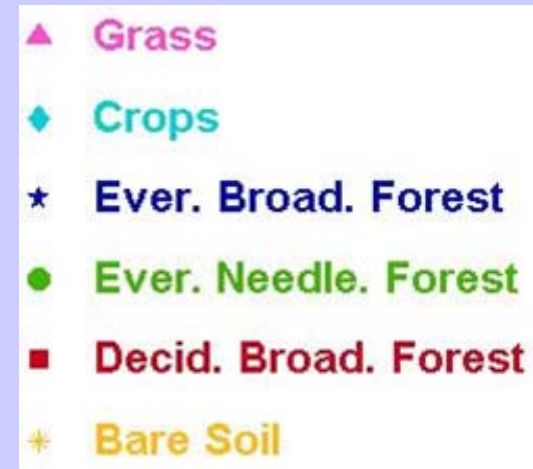 Grass
Crops
Ever. Broad. Forest
Ever. Needle. Forest
Decid. Broad. Forest
Bare Soil